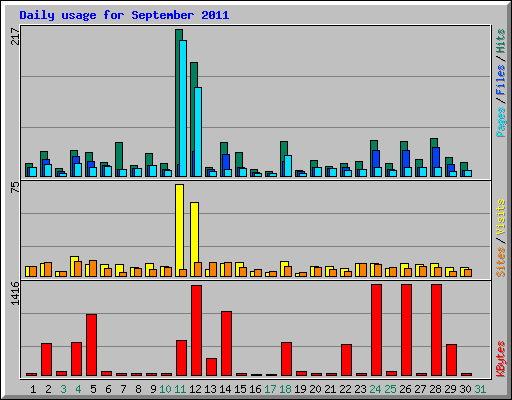 Daily usage for September 2011
217
Pages / Files / Hits
75
Sites / Visits
1416
KBytes
1 2 3 4 5 6 7 8 9 10 11 12 13 14 15 16 17 18 19 20 21 22 23 24 25 26 27 28 29 30 31